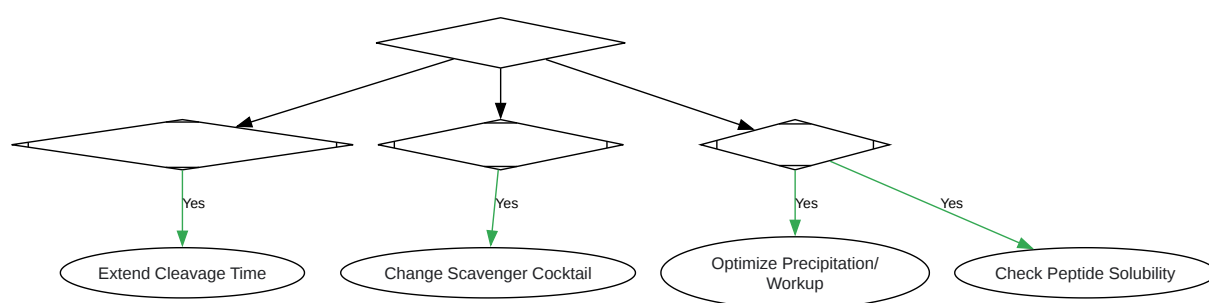 Yes
Yes
Yes
Yes
Extend Cleavage Time
Change Scavenger Cocktail
Optimize Precipitation/
Workup
Check Peptide Solubility